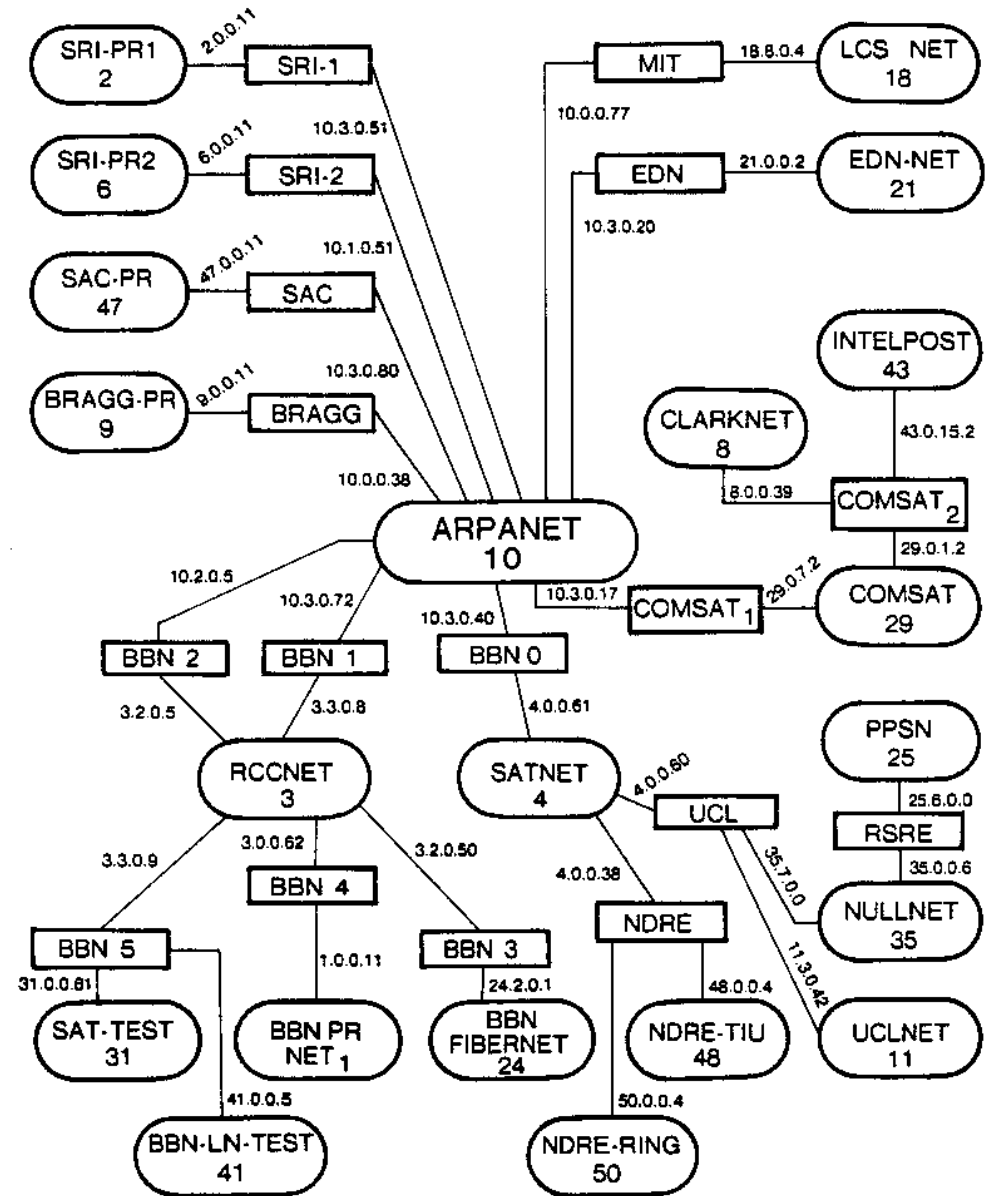 SRI-PR1
2
2.0.0.11
SRI-1
10.3.0.51
MIT
10.0.0.77
18.8.0.4
LCS NET
18
SRI-PR2
6
6.0.0.11
SRI-2
10.1.0.51
EDN
10.3.0.20
21.0.0.2
EDN-NET
21
SAC-PR
47
47.0.0.11
SAC
10.3.0.80
BRAGG-PR
9
9.0.0.11
BRAGG
10.0.0.38
INTELPOST
43
43.0.15.2
CLARKNET
8
8.0.0.39
COMSAT 2
29.0.1.2
ARPANET
10
10.3.0.17
COMSAT 1
29.0.7.2
COMSAT
29
10.2.0.5
BBN 2
3.2.0.5
10.3.0.72
BBN 1
3.3.0.8
10.3.0.40
BBN 0
4.0.0.61
RCCNET
3
SATNET
4
4.0.0.60
UCL
35.7.0.0
11.3.0.42
PPSN
25
25.6.0.0
RSRE
35.0.0.6
NULLNET
35
3.3.0.9
BBN 5
3.0.0.62
BBN 4
3.2.0.50
BBN 3
4.0.0.38
NDRE
31.0.0.61
1.0.0.11
24.2.0.1
48.0.0.4
SAT-TEST
31
BBN PR
NET 1
BBN
FIBERNET
24
NDRE-TIU
48
UCLNET
11
41.0.0.5
BBN-LN-TEST
41
50.0.0.4
NDRE-RING
50